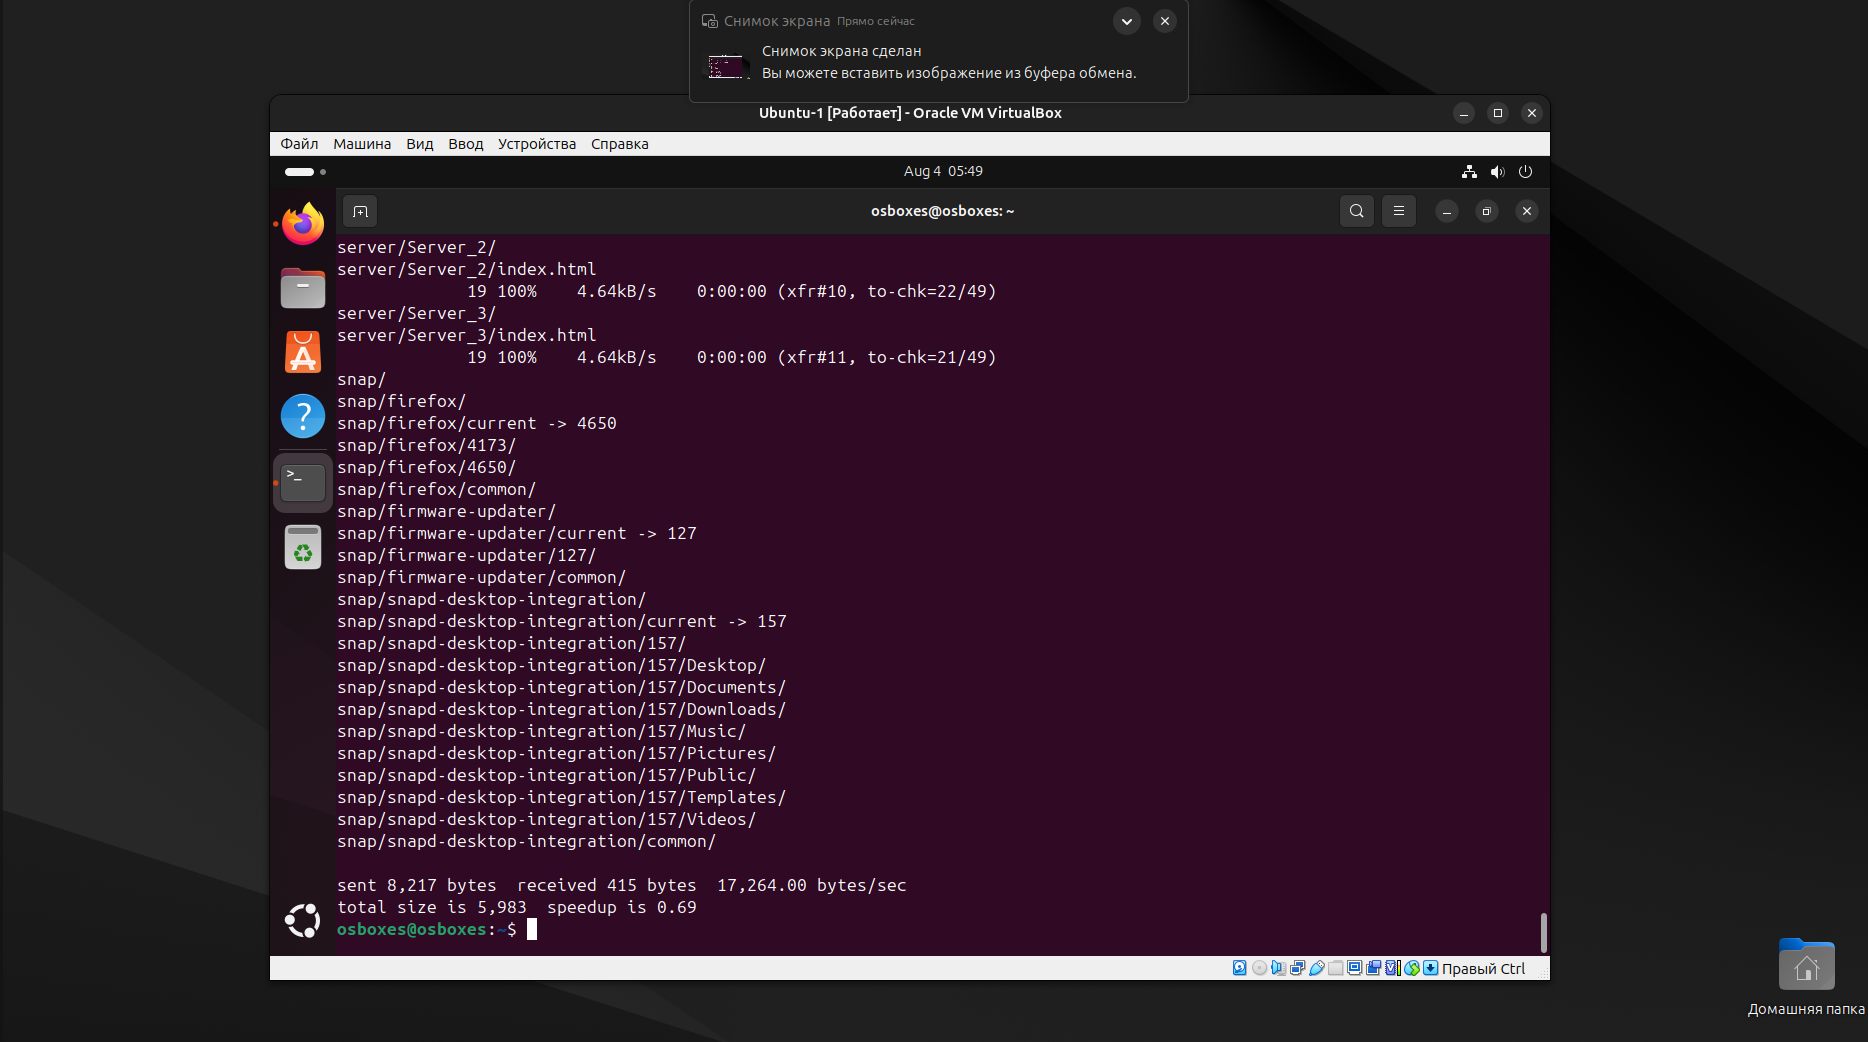 Снимок экрана Прямо сейчас
Снимок экрана сделан
Вы можете вставить изображение из буфера обмена.
Ubuntu-1 [Работает] - Oracle VM VirtualBox
Файл Машина Вид Ввод Устройства Справка
Aug 4 05:49
osboxes@osboxes: ~
server/Server_2/
server/Server_2/index.html
19 100% 4.64kB/s 0:00:00 (xfr#10, to-chk=22/49)
server/Server_3/
server/Server_3/index.html
19 100% 4.64kB/s 0:00:00 (xfr#11, to-chk=21/49)
snap/
snap/firefox/
snap/firefox/current -> 4650
snap/firefox/4173/
snap/firefox/4650/
snap/firefox/common/
snap/firmware-updater/
snap/firmware-updater/current -> 127
snap/firmware-updater/127/
snap/firmware-updater/common/
snap/snapd-desktop-integration/
snap/snapd-desktop-integration/current -> 157
snap/snapd-desktop-integration/157/
snap/snapd-desktop-integration/157/Desktop/
snap/snapd-desktop-integration/157/Documents/
snap/snapd-desktop-integration/157/Downloads/
snap/snapd-desktop-integration/157/Music/
snap/snapd-desktop-integration/157/Pictures/
snap/snapd-desktop-integration/157/Public/
snap/snapd-desktop-integration/157/Templates/
snap/snapd-desktop-integration/157/Videos/
snap/snapd-desktop-integration/common/
sent 8,217 bytes received 415 bytes 17,264.00 bytes/sec
total size is 5,983 speedup is 0.69
osboxes@osboxes:~$
Правый Ctrl
Домашняя папка